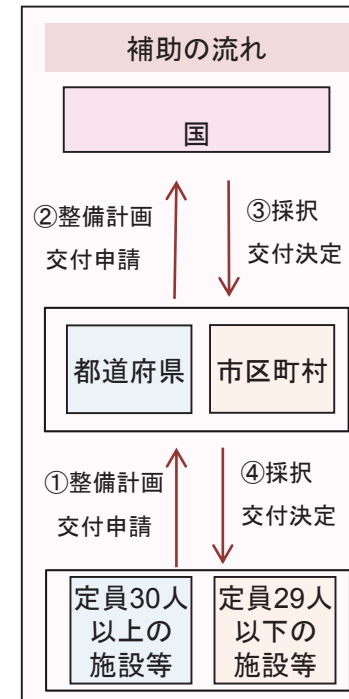 補助の流れ
国
②整備計画
交付申請
③採択
交付決定
都道府県
市区町村
①整備計画
交付申請
④採択
交付決定
定員30人
以上の
施設等
定員29人
以下の
施設等